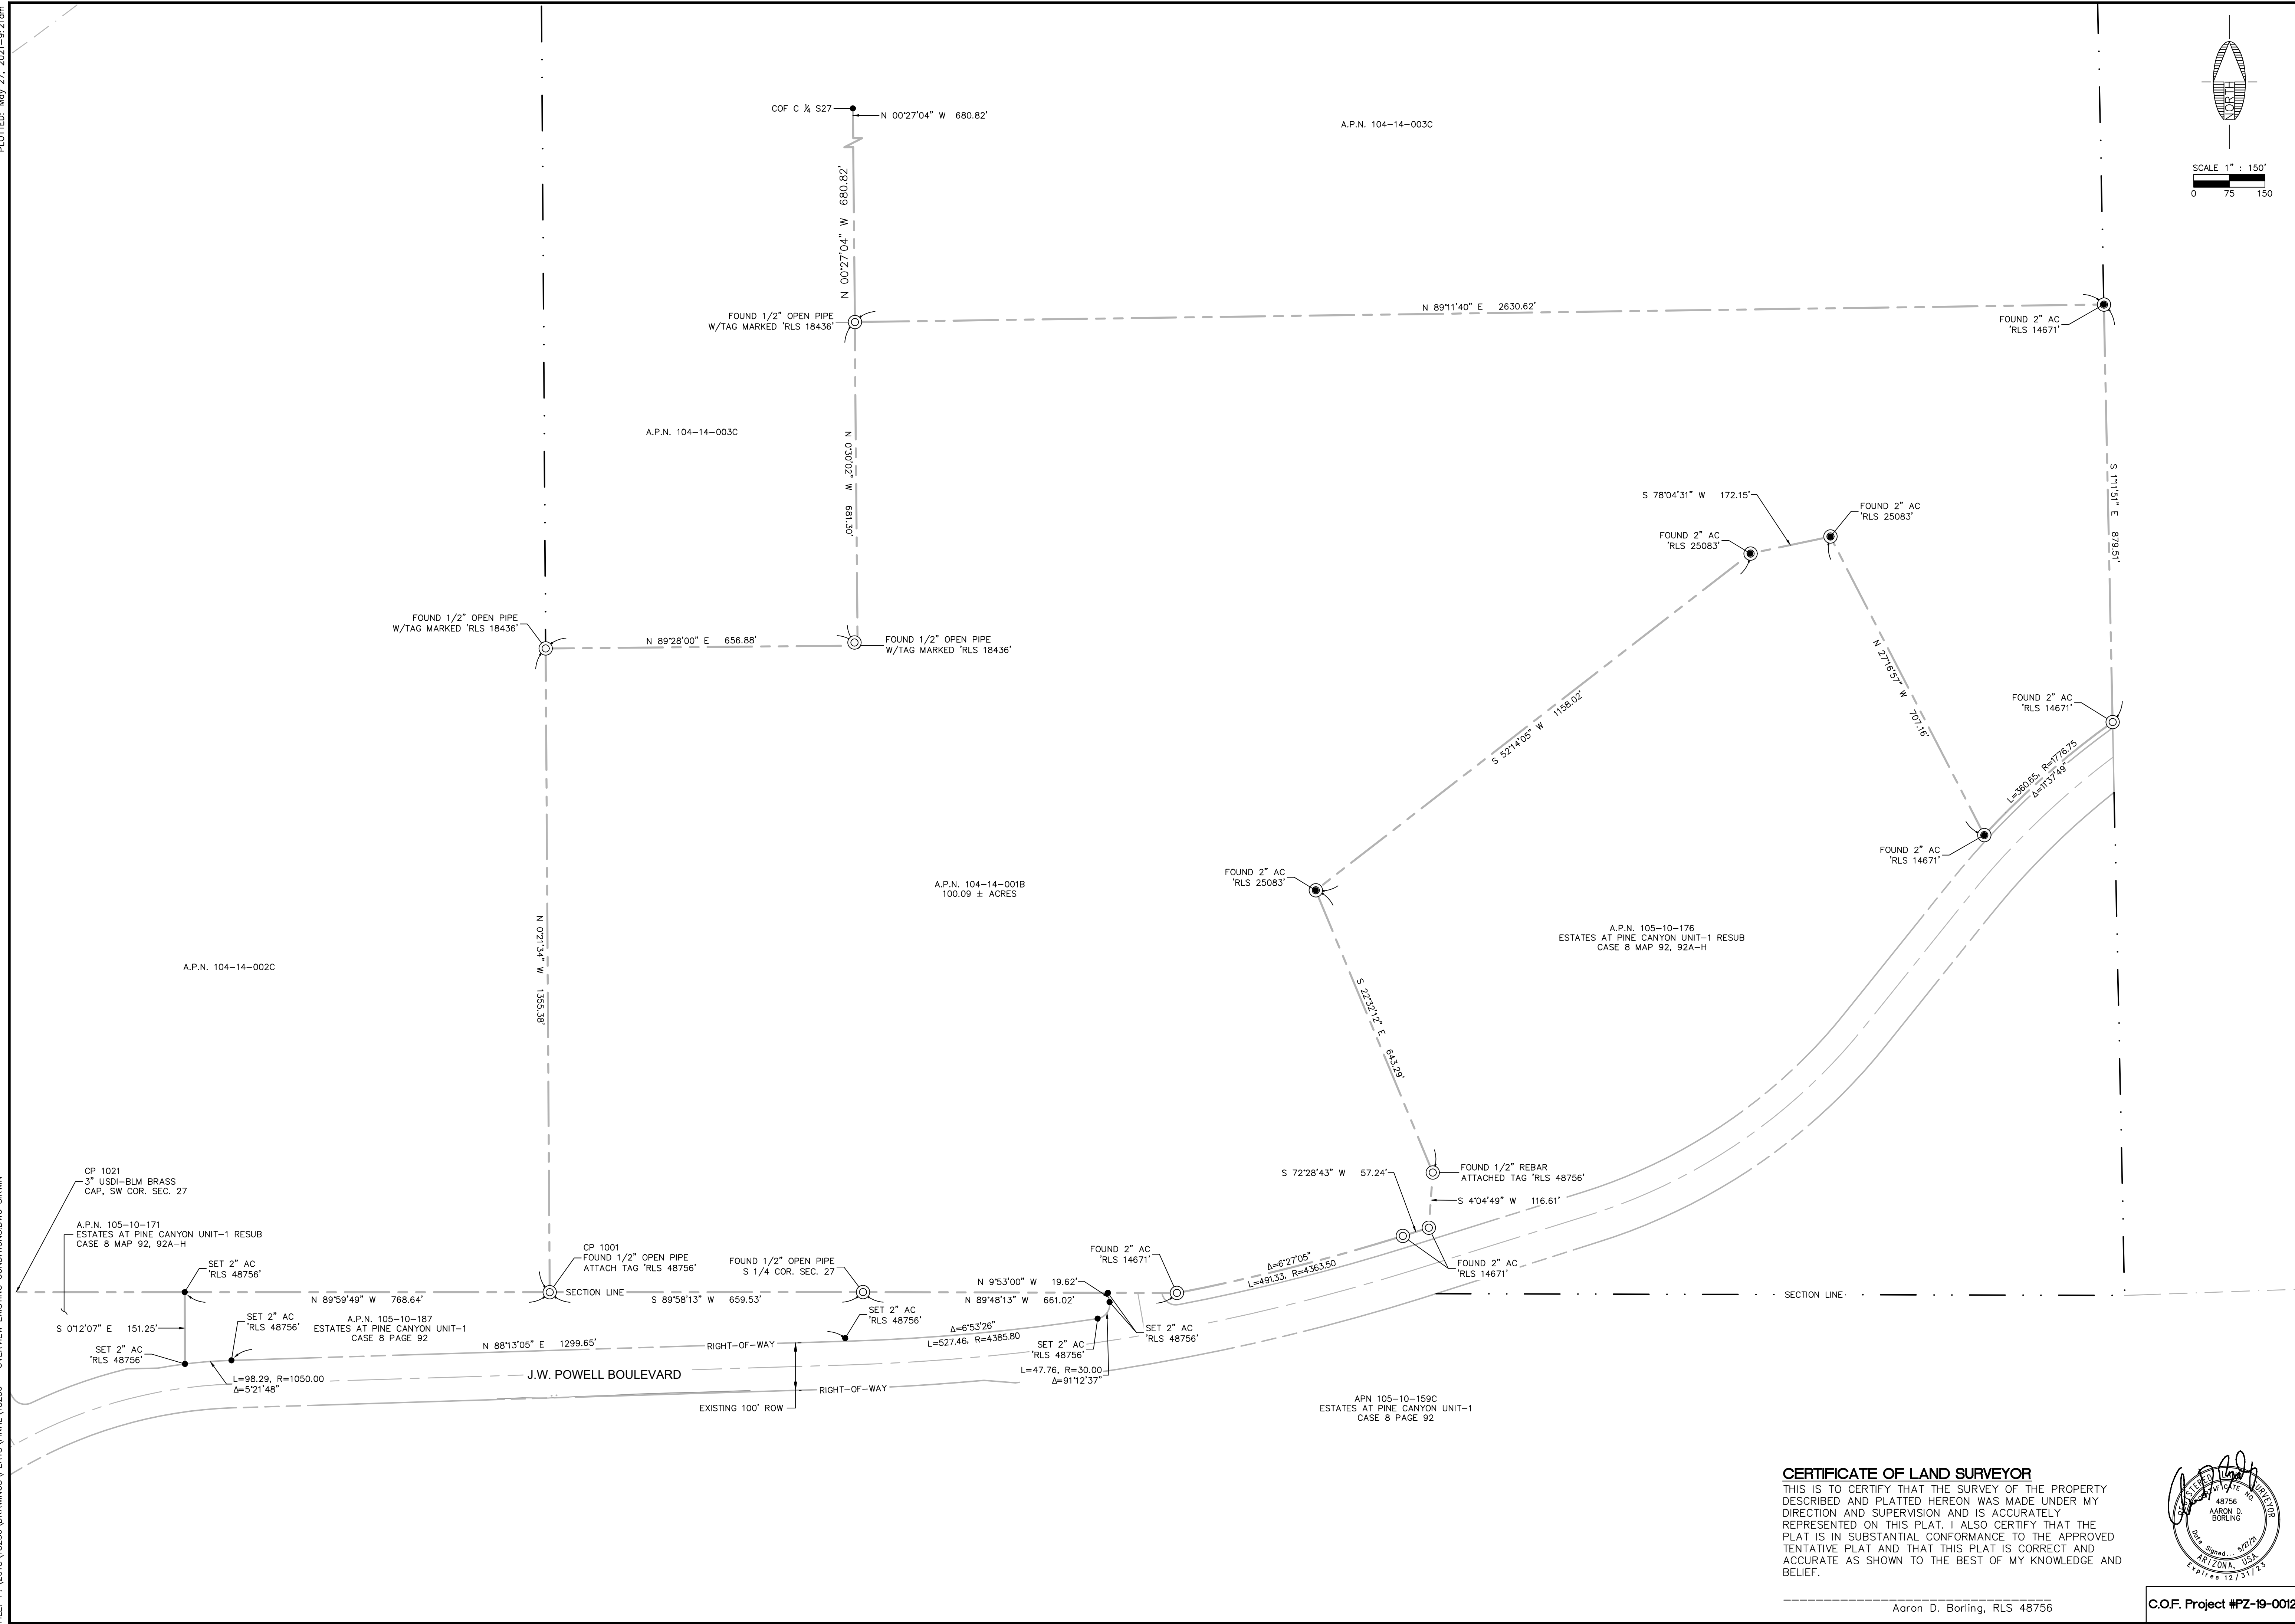 PLOTTED: May 27, 2021-9:21am
NORTH
SCALE 1" : 150'
0 75 150
COF C ¼ S27
N 00°27'04" W 680.82'
A.P.N. 104-14-003C
N 00°27'04" W 680.82'
FOUND 1/2" OPEN PIPE
W/TAG MARKED 'RLS 18436'
N 89°11'40" E 2630.62'
FOUND 2" AC
'RLS 14671'
A.P.N. 104-14-003C
N 0°30'02" W 681.30'
S 1°11'51" E 879.51'
S 78°04'31" W 172.15'
FOUND 2" AC
'RLS 25083'
FOUND 2" AC
'RLS 25083'
FOUND 1/2" OPEN PIPE
W/TAG MARKED 'RLS 18436'
N 89°28'00" E 656.88'
FOUND 1/2" OPEN PIPE
W/TAG MARKED 'RLS 18436'
N 27°16'57" W 707.16'
S 52°14'05" W 1158.02'
FOUND 2" AC
'RLS 14671'
L=360.65, R=1776.75
Δ=11°37'49"
FOUND 2" AC
'RLS 14671'
FOUND 2" AC
'RLS 25083'
A.P.N. 104-14-001B
100.09 ± ACRES
A.P.N. 105-10-176
ESTATES AT PINE CANYON UNIT-1 RESUB
CASE 8 MAP 92, 92A-H
A.P.N. 104-14-002C
N 0°21'34" W 1355.38'
S 22°32'12" E 643.29'
CP 1021
3" USDI-BLM BRASS
CAP, SW COR. SEC. 27
S 72°28'43" W 57.24'
FOUND 1/2" REBAR
ATTACHED TAG 'RLS 48756'
S 4°04'49" W 116.61'
A.P.N. 105-10-171
ESTATES AT PINE CANYON UNIT-1 RESUB
CASE 8 MAP 92, 92A-H
SET 2" AC
'RLS 48756'
CP 1001
FOUND 1/2" OPEN PIPE
ATTACH TAG 'RLS 48756'
FOUND 1/2" OPEN PIPE
S 1/4 COR. SEC. 27
FOUND 2" AC
'RLS 14671'
Δ=6°27'05"
L=491.33, R=4363.50
FOUND 2" AC
'RLS 14671'
N 9°53'00" W 19.62'
N 89°59'49" W 768.64'
SECTION LINE
S 89°58'13" W 659.53'
N 89°48'13" W 661.02'
SECTION LINE
S 0°12'07" E 151.25'
SET 2" AC
'RLS 48756'
A.P.N. 105-10-187
ESTATES AT PINE CANYON UNIT-1
CASE 8 PAGE 92
SET 2" AC
'RLS 48756'
Δ=6°53'26"
L=527.46, R=4385.80
SET 2" AC
'RLS 48756'
SET 2" AC
'RLS 48756'
N 88°13'05" E 1299.65'
RIGHT-OF-WAY
SET 2" AC
'RLS 48756'
L=98.29, R=1050.00
Δ=5°21'48"
J.W. POWELL BOULEVARD
L=47.76, R=30.00
Δ=91°12'37"
RIGHT-OF-WAY
EXISTING 100' ROW
APN 105-10-159C
ESTATES AT PINE CANYON UNIT-1
CASE 8 PAGE 92
CERTIFICATE OF LAND SURVEYOR
THIS IS TO CERTIFY THAT THE SURVEY OF THE PROPERTY
DESCRIBED AND PLATTED HEREON WAS MADE UNDER MY
DIRECTION AND SUPERVISION AND IS ACCURATELY
REPRESENTED ON THIS PLAT. I ALSO CERTIFY THAT THE
PLAT IS IN SUBSTANTIAL CONFORMANCE TO THE APPROVED
TENTATIVE PLAT AND THAT THIS PLAT IS CORRECT AND
ACCURATE AS SHOWN TO THE BEST OF MY KNOWLEDGE AND
BELIEF.
Aaron D. Borling, RLS 48756
REGISTERED LAND SURVEYOR
CERTIFICATE NO.
48756
AARON D.
BORLING
Date Signed... 5/27/21
ARIZONA, USA
Expires 12/31/23
C.O.F. Project #PZ-19-0012